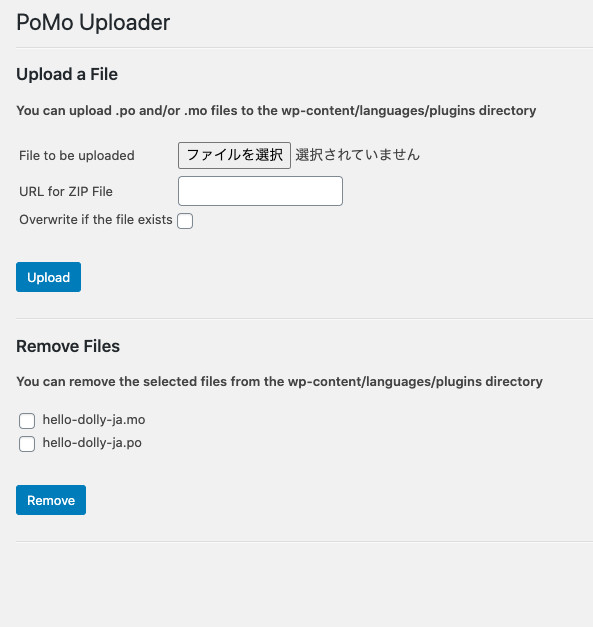 PoMo Uploader
Upload a File
You can upload .po and/or .mo files to the wp-content/languages/plugins directory
File to be uploaded ファイルを選択 選択されていません
URL for ZIP File
Overwrite if the file exists
Upload
Remove Files
You can remove the selected files from the wp-content/languages/plugins directory
hello-dolly-ja.mo
hello-dolly-ja.po
Remove